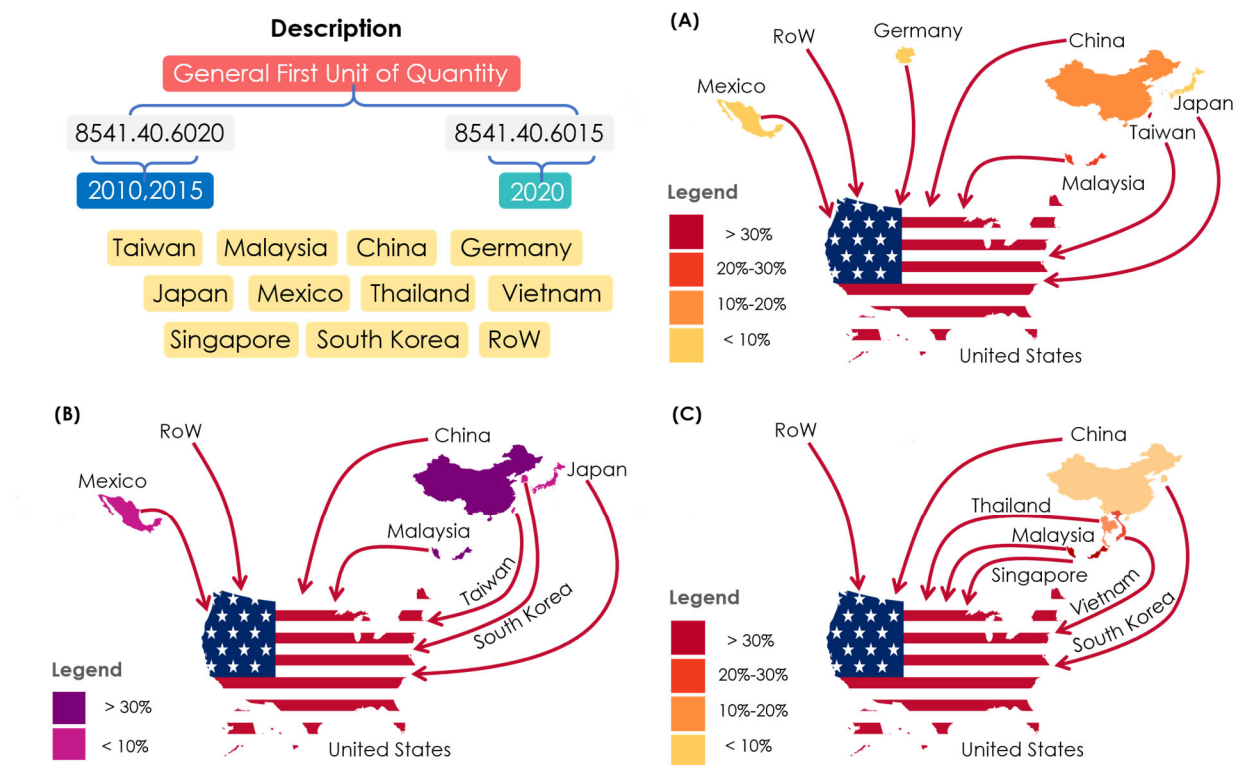 Description
General First Unit of Quantity
8541.40.6020
8541.40.6015
2010,2015
2020
Taiwan
Malaysia
China
Germany
Japan
Mexico
Thailand
Vietnam
Singapore
South Korea
RoW
(A)
RoW
Germany
China
Mexico
Japan
Taiwan
Malaysia
Legend
> 30%
20%-30%
10%-20%
< 10%
United States
(B)
RoW
China
Mexico
Japan
Malaysia
Taiwan
South Korea
Legend
> 30%
< 10%
United States
(C)
RoW
China
Thailand
Malaysia
Singapore
Vietnam
South Korea
Legend
> 30%
20%-30%
10%-20%
< 10%
United States